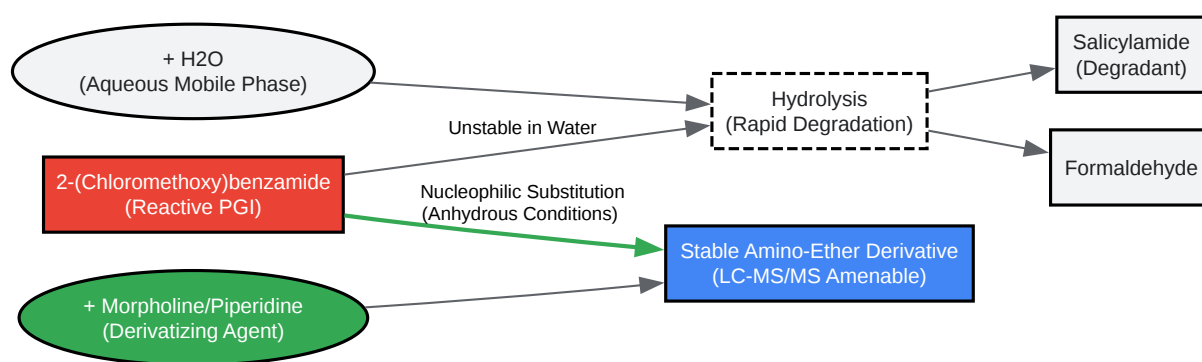 + H2O
(Aqueous Mobile Phase)
Unstable in Water
2-(Chloromethoxy)benzamide
(Reactive PGI)
Nucleophilic Substitution
(Anhydrous Conditions)
+ Morpholine/Piperidine
(Derivatizing Agent)
Hydrolysis
(Rapid Degradation)
Stable Amino-Ether Derivative
(LC-MS/MS Amenable)
Salicylamide
(Degradant)
Formaldehyde